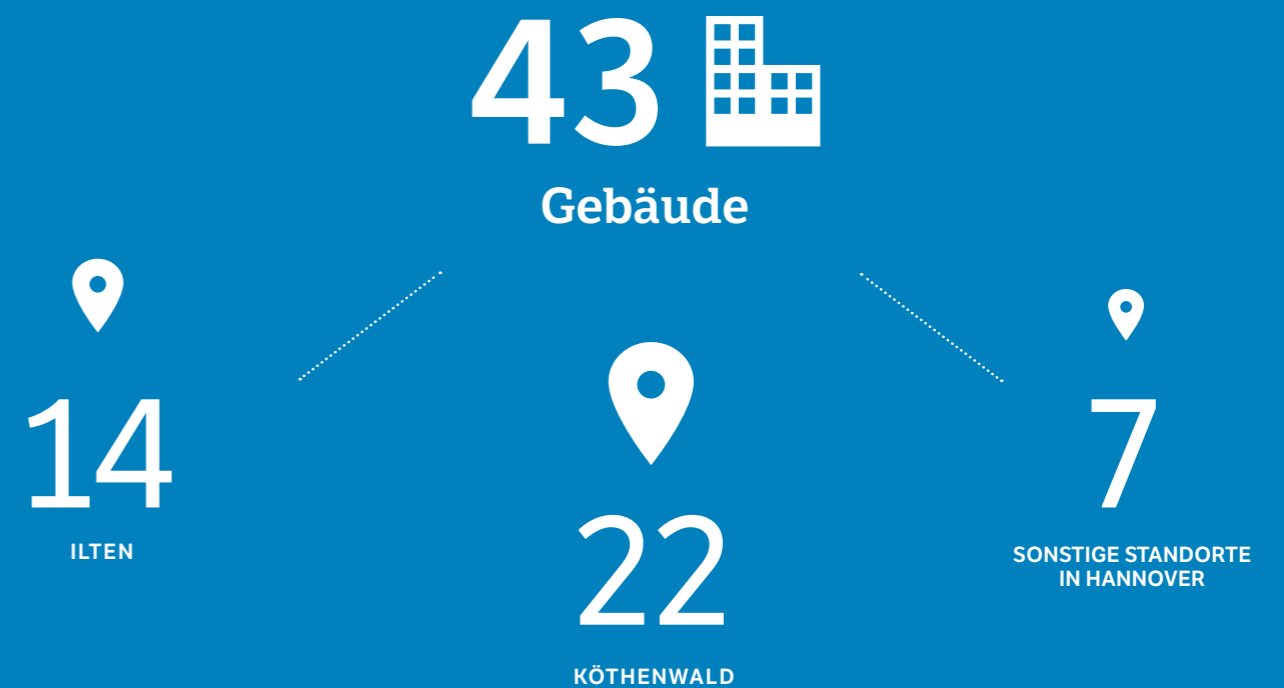 43
Gebäude
14
ILTEN
22
KÖTHENWALD
7
SONSTIGE STANDORTE
IN HANNOVER